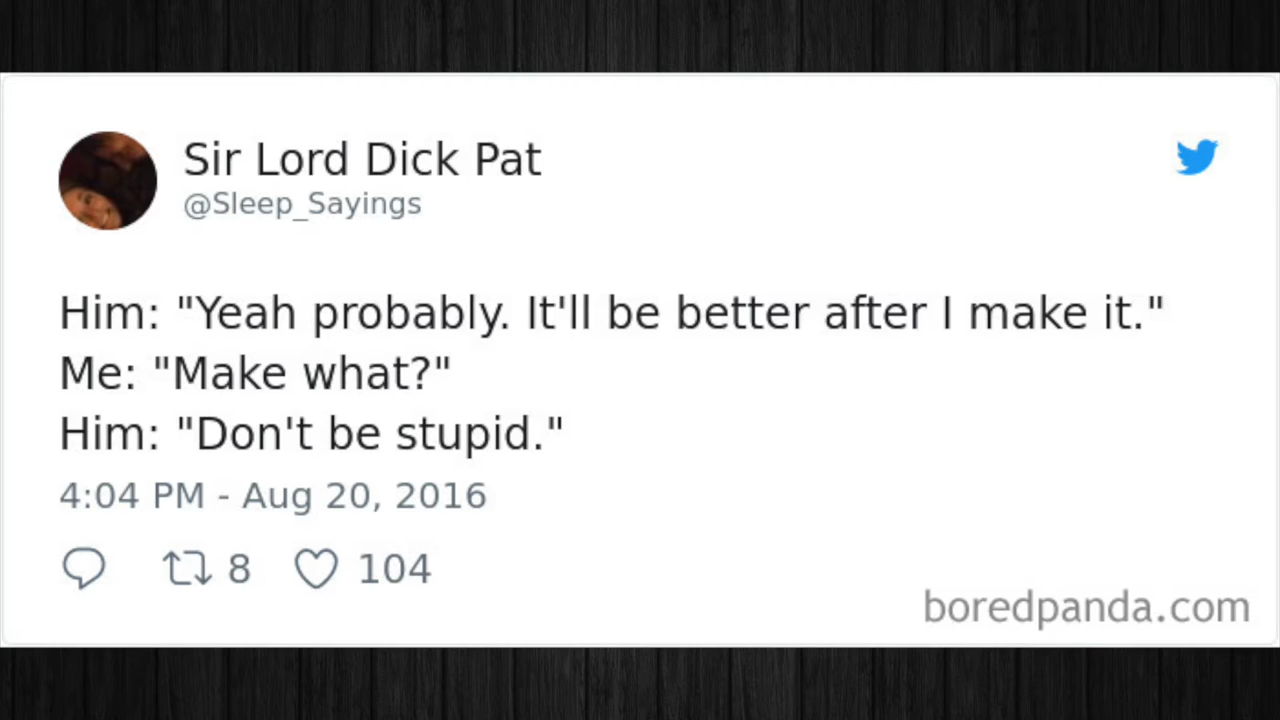 Sir Lord Dick Pat
@Sleep_Sayings
Him: "Yeah probably. It'll be better after I make it."
Me: "Make what?"
Him: "Don't be stupid."
4:04 PM - Aug 20, 2016
8 104
boredpanda.com